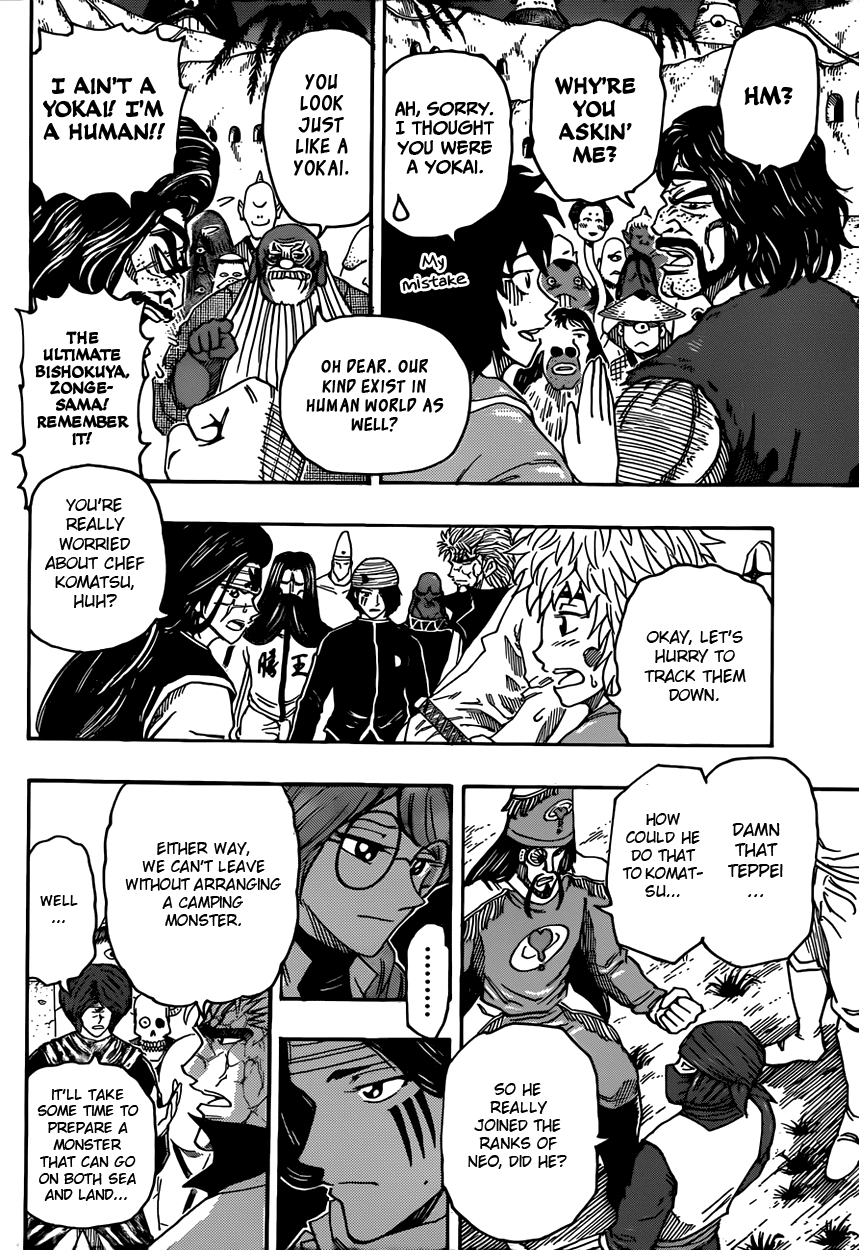 HM?
WHY'RE
YOU
ASKIN'
ME?
AH, SORRY.
I THOUGHT
YOU WERE
A YOKAI.
My
mistake
YOU
LOOK
JUST
LIKE A
YOKAI.
I AIN'T A
YOKAI! I'M
A HUMAN!!
OH DEAR. OUR
KIND EXIST IN
HUMAN WORLD AS
WELL?
THE
ULTIMATE
BISHOKUYA,
ZONGE-
SAMA!
REMEMBER
IT!
OKAY, LET'S
HURRY TO
TRACK THEM
DOWN.
YOU'RE
REALLY
WORRIED
ABOUT CHEF
KOMATSU,
HUH?
DAMN
THAT
TEPPEI
...
HOW
COULD HE
DO THAT
TO KOMAT-
SU...
SO HE
REALLY
JOINED THE
RANKS OF
NEO, DID HE?
........
EITHER WAY,
WE CAN'T LEAVE
WITHOUT ARRANGING
A CAMPING
MONSTER.
WELL
...
IT'LL TAKE
SOME TIME TO
PREPARE A
MONSTER
THAT CAN GO
ON BOTH SEA
AND LAND...